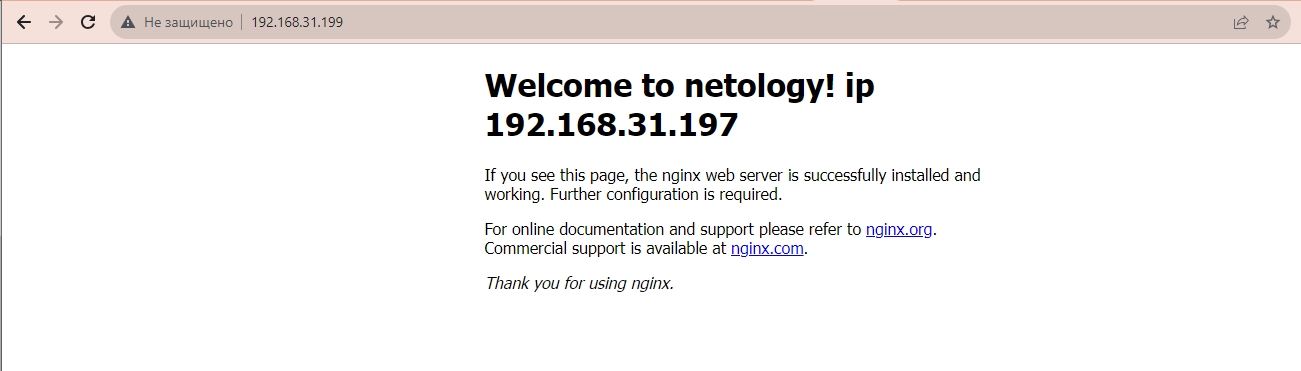 Не защищено 192.168.31.199
Welcome to netology! ip
192.168.31.197
If you see this page, the nginx web server is successfully installed and
working. Further configuration is required.
For online documentation and support please refer to nginx.org.
Commercial support is available at nginx.com.
Thank you for using nginx.